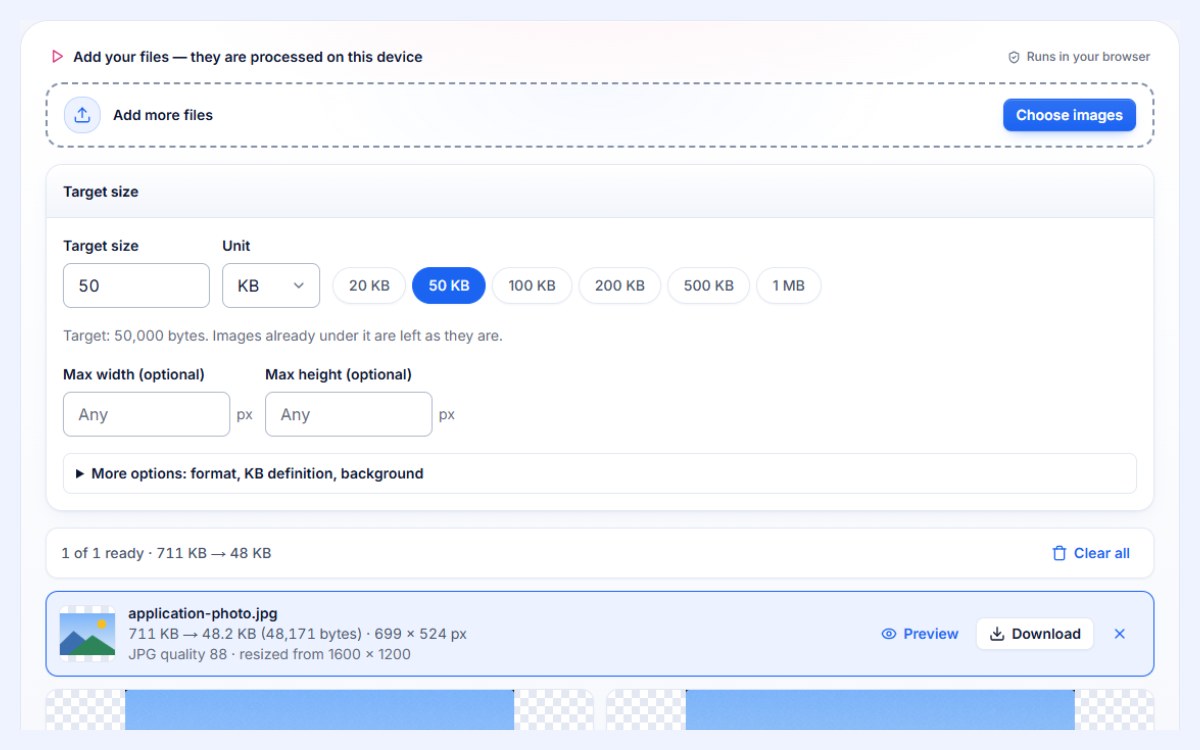 Add your files — they are processed on this device
Runs in your browser
Add more files
Choose images
Target size
Target size
Unit
50
KB
20 KB
50 KB
100 KB
200 KB
500 KB
1 MB
Target: 50,000 bytes. Images already under it are left as they are.
Max width (optional)
Max height (optional)
Any
px
Any
px
More options: format, KB definition, background
1 of 1 ready · 711 KB → 48 KB
Clear all
application-photo.jpg
711 KB → 48.2 KB (48,171 bytes) · 699 × 524 px
JPG quality 88 · resized from 1600 × 1200
Preview
Download